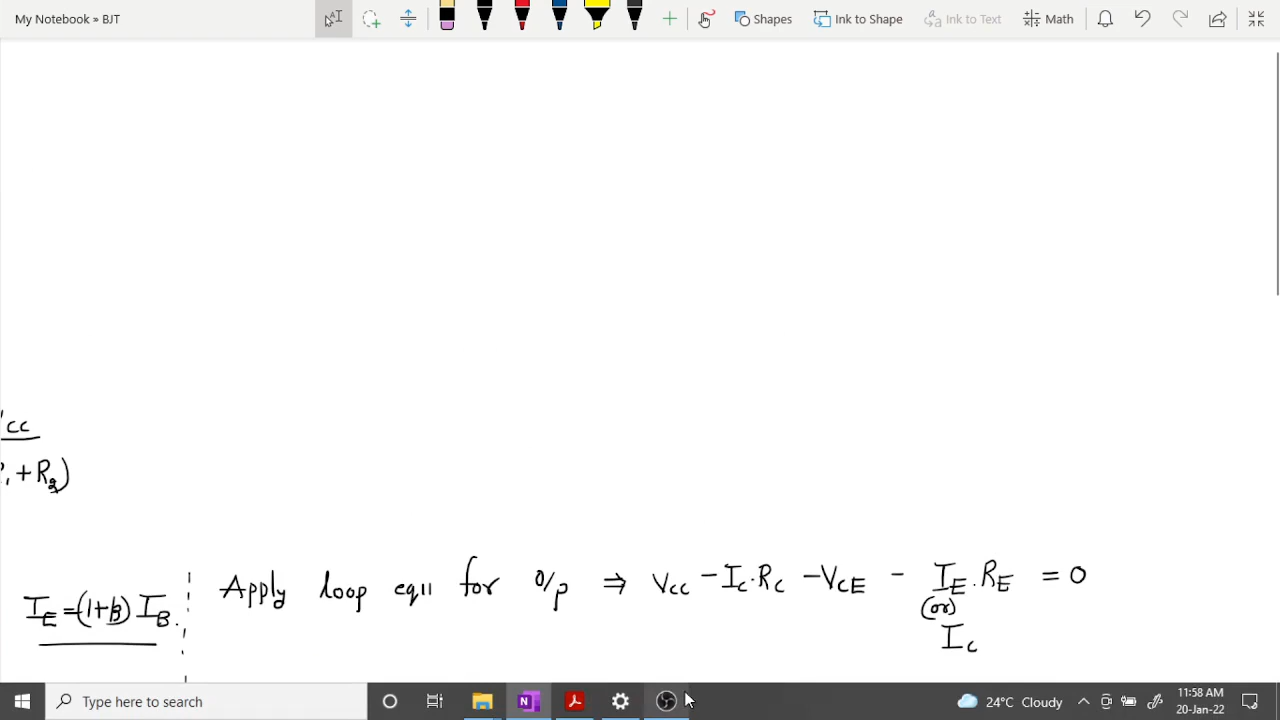 My Notebook » BJT
Shapes
Ink to Shape
Ink to Text
Math
cc
+ R₂)
I_E = (1+β) I_B.
Apply loop eqn for o/p ⇒ V_CC - I_C·R_C - V_CE - I_E·R_E = 0
(or)
I_C
Type here to search
24°C Cloudy
11:58 AM
20-Jan-22